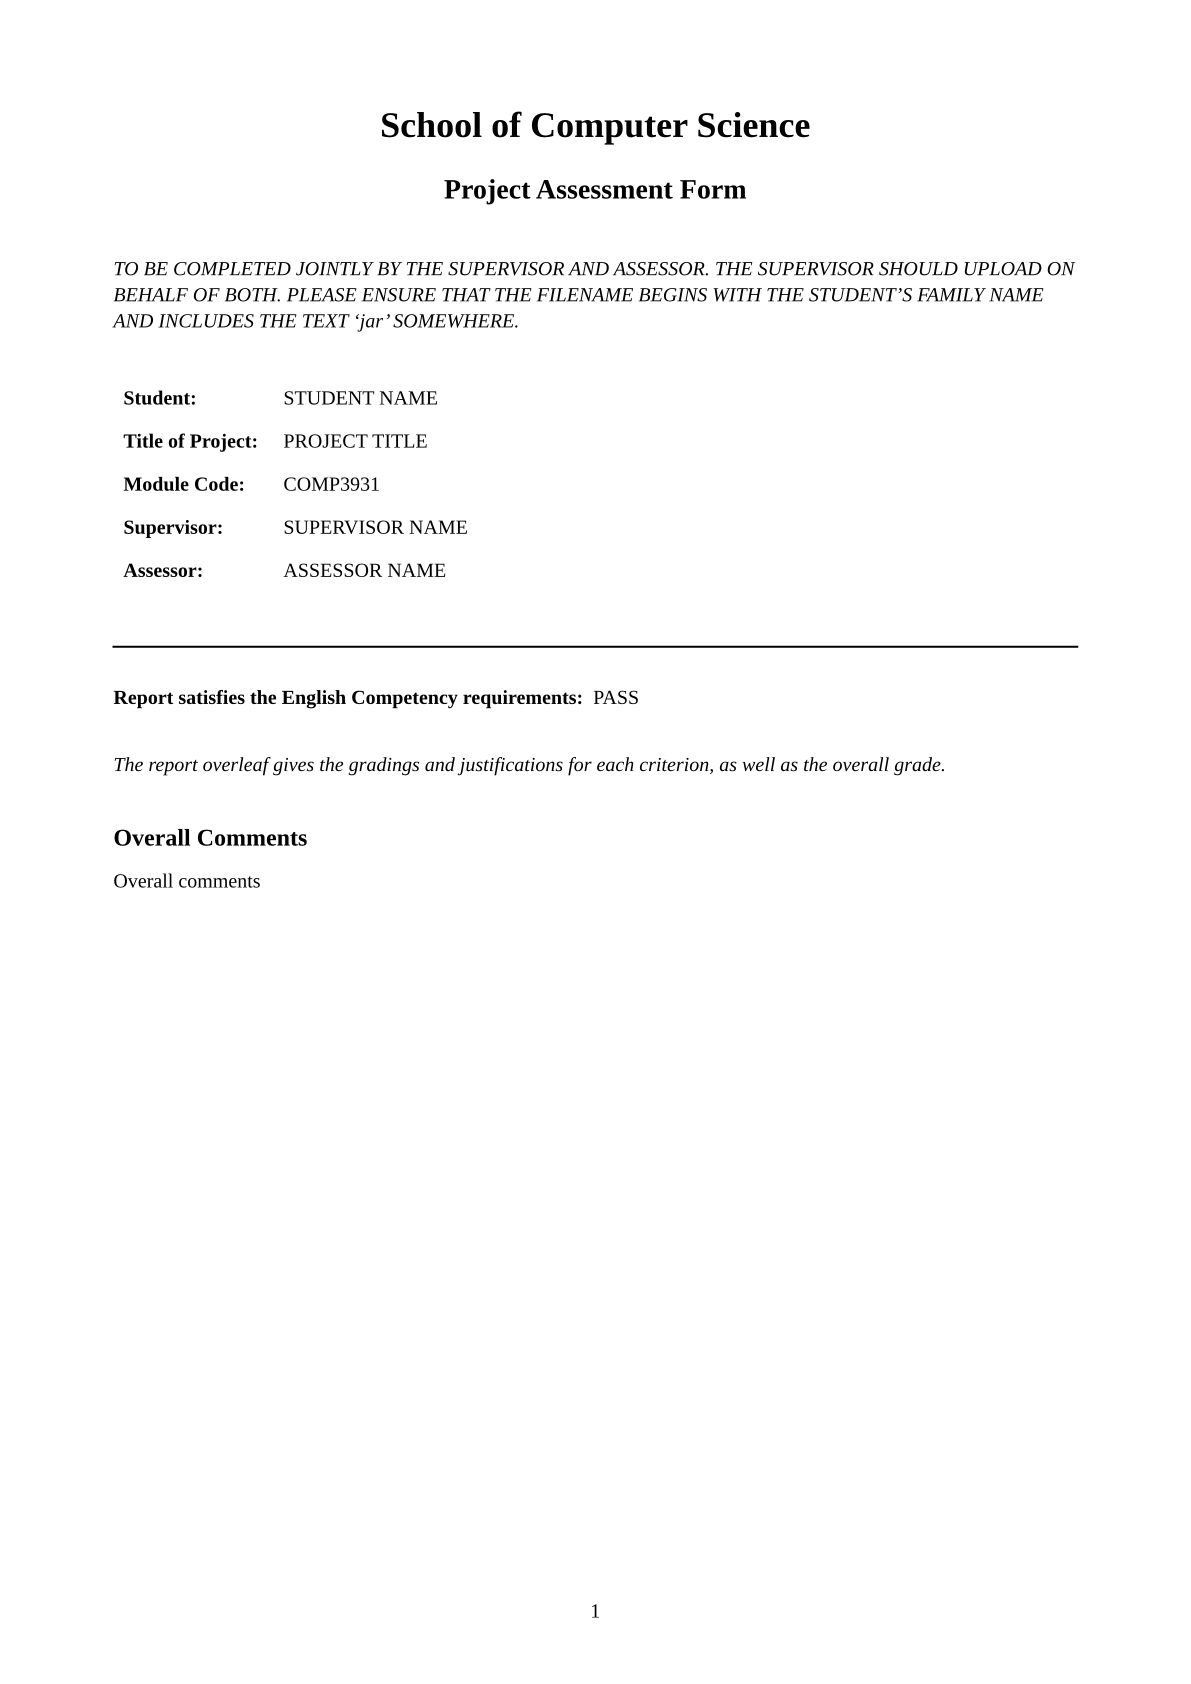 School of Computer Science
Project Assessment Form
TO BE COMPLETED JOINTLY BY THE SUPERVISOR AND ASSESSOR. THE SUPERVISOR SHOULD UPLOAD ON
BEHALF OF BOTH. PLEASE ENSURE THAT THE FILENAME BEGINS WITH THE STUDENT’S FAMILY NAME
AND INCLUDES THE TEXT ‘jar’ SOMEWHERE.
Student: STUDENT NAME
Title of Project: PROJECT TITLE
Module Code: COMP3931
Supervisor: SUPERVISOR NAME
Assessor: ASSESSOR NAME
Report satisfies the English Competency requirements: PASS
The report overleaf gives the gradings and justifications for each criterion, as well as the overall grade.
Overall Comments
Overall comments
1